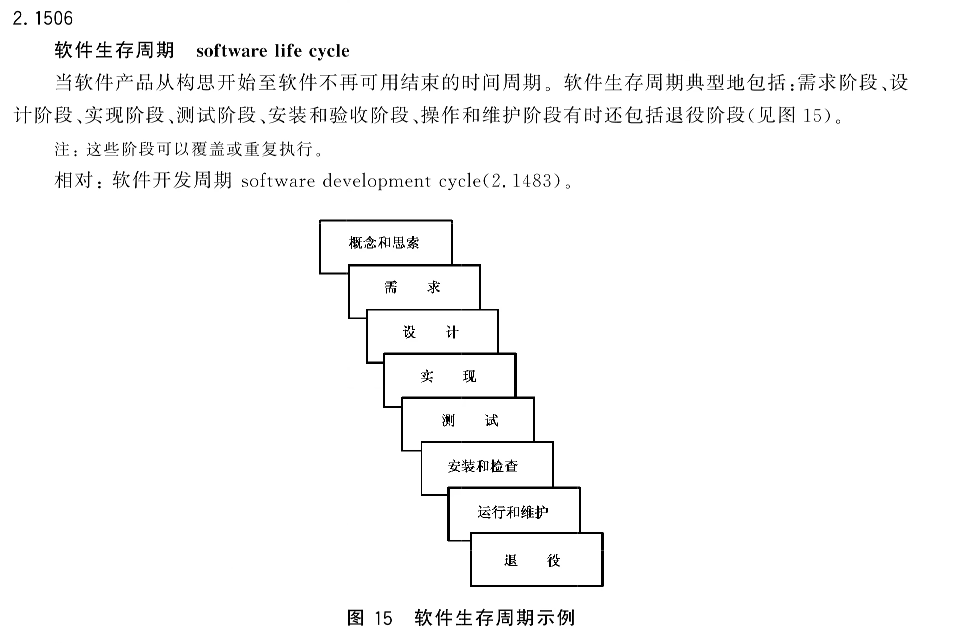 2.1506
软件生存周期 software life cycle
当软件产品从构思开始至软件不再可用结束的时间周期。软件生存周期典型地包括:需求阶段、设
计阶段、实现阶段、测试阶段、安装和验收阶段、操作和维护阶段有时还包括退役阶段(见图 15)。
注:这些阶段可以覆盖或重复执行。
相对:软件开发周期 software development cycle(2.1483)。
概念和思索
需 求
设 计
实 现
测 试
安装和检查
运行和维护
退 役
图 15 软件生存周期示例